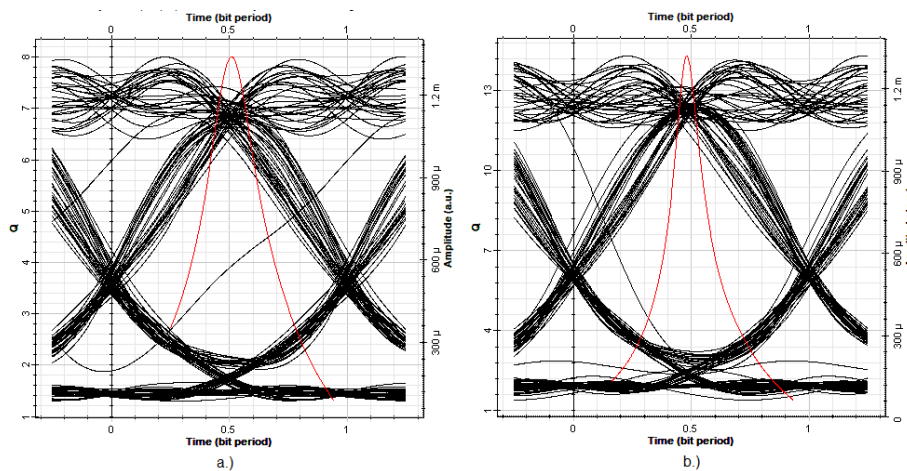 Time (bit period)
0 0.5 1
8
7
6
5
4
3
2
1
Q
1.2 m
900 µ
600 µ
300 µ
Amplitude (a.u.)
0 0.5 1
Time (bit period)
a.)
Time (bit period)
0 0.5 1
13
10
7
4
1
Q
1.2 m
900 µ
600 µ
300 µ
0
0 0.5 1
Time (bit period)
b.)